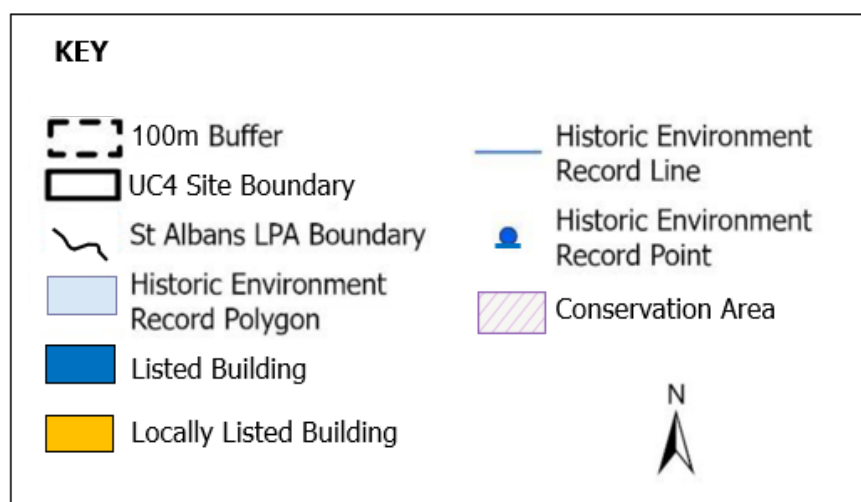 KEY
100m Buffer
UC4 Site Boundary
St Albans LPA Boundary
Historic Environment
Record Polygon
Listed Building
Locally Listed Building
Historic Environment
Record Line
Historic Environment
Record Point
Conservation Area
N